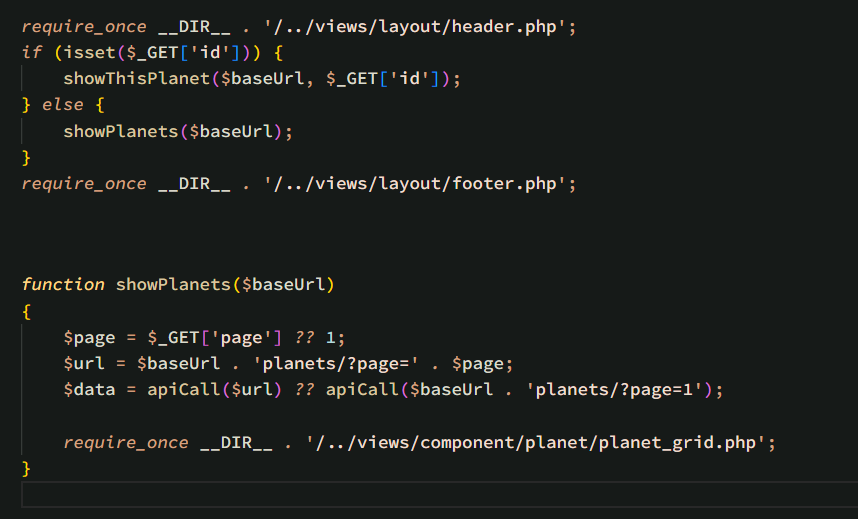 require_once __DIR__ . '/../views/layout/header.php';
if (isset($_GET['id'])) {
    showThisPlanet($baseUrl, $_GET['id']);
} else {
    showPlanets($baseUrl);
}
require_once __DIR__ . '/../views/layout/footer.php';
function showPlanets($baseUrl)
{
    $page = $_GET['page'] ?? 1;
    $url = $baseUrl . 'planets/?page=' . $page;
    $data = apiCall($url) ?? apiCall($baseUrl . 'planets/?page=1');
    require_once __DIR__ . '/../views/component/planet/planet_grid.php';
}